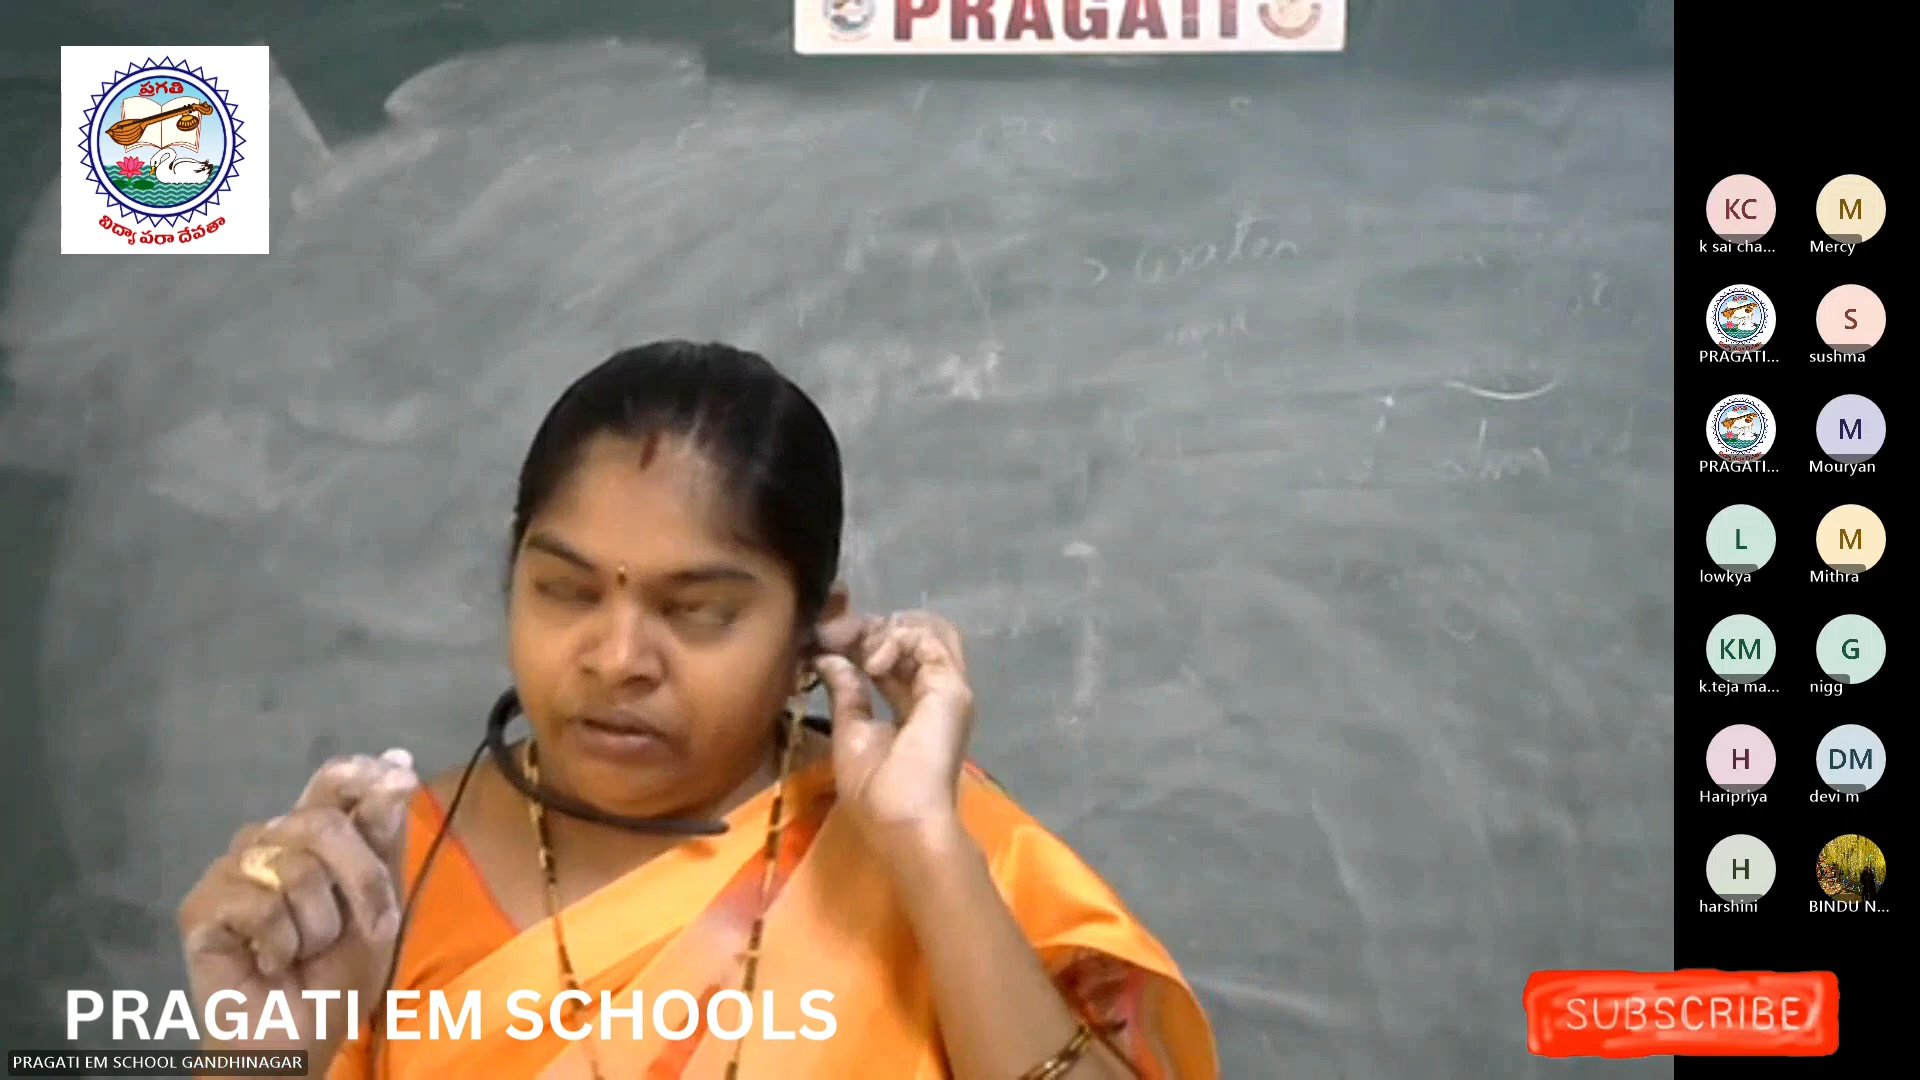 PRAGATI
ప్రగతి
విద్యా పరా దేవతా
water
KC
k sai cha...
M
Mercy
PRAGATI...
S
sushma
PRAGATI...
M
Mouryan
L
lowkya
M
Mithra
KM
k.teja ma...
G
nigg
H
Haripriya
DM
devi m
H
harshini
BINDU N...
PRAGATI EM SCHOOLS
SUBSCRIBE
PRAGATI EM SCHOOL GANDHINAGAR